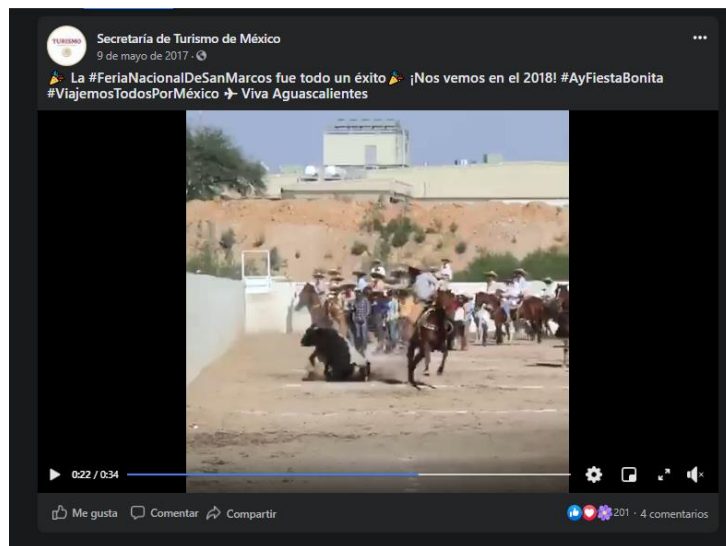 TURISMO
Secretaría de Turismo de México
9 de mayo de 2017 ·
La #FeriaNacionalDeSanMarcos fue todo un éxito ¡Nos vemos en el 2018! #AyFiestaBonita
#ViajemosTodosPorMéxico ✈ Viva Aguascalientes
0:22 / 0:34
Me gusta Comentar Compartir 201 · 4 comentarios